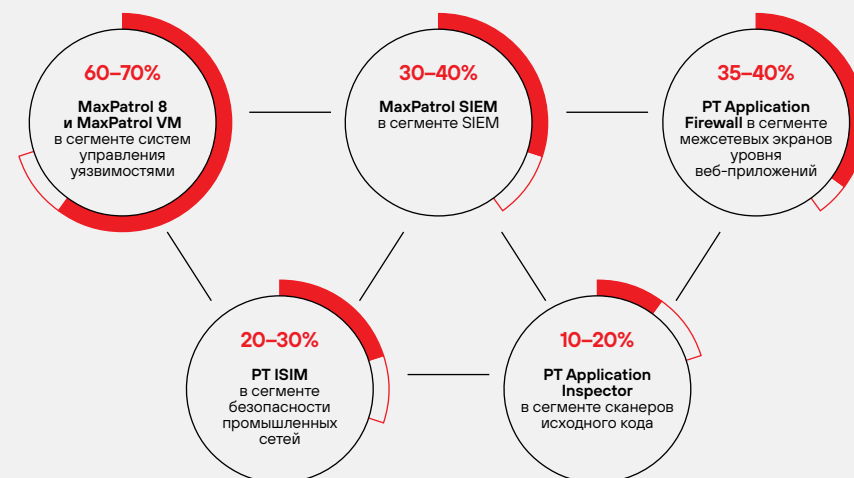 60–70%
MaxPatrol 8
и MaxPatrol VM
в сегменте систем
управления
уязвимостями
30–40%
MaxPatrol SIEM
в сегменте SIEM
35–40%
PT Application
Firewall в сегменте
межсетевых экранов
уровня
веб-приложений
20–30%
PT ISIM
в сегменте
безопасности
промышленных
сетей
10–20%
PT Application
Inspector
в сегменте сканеров
исходного кода